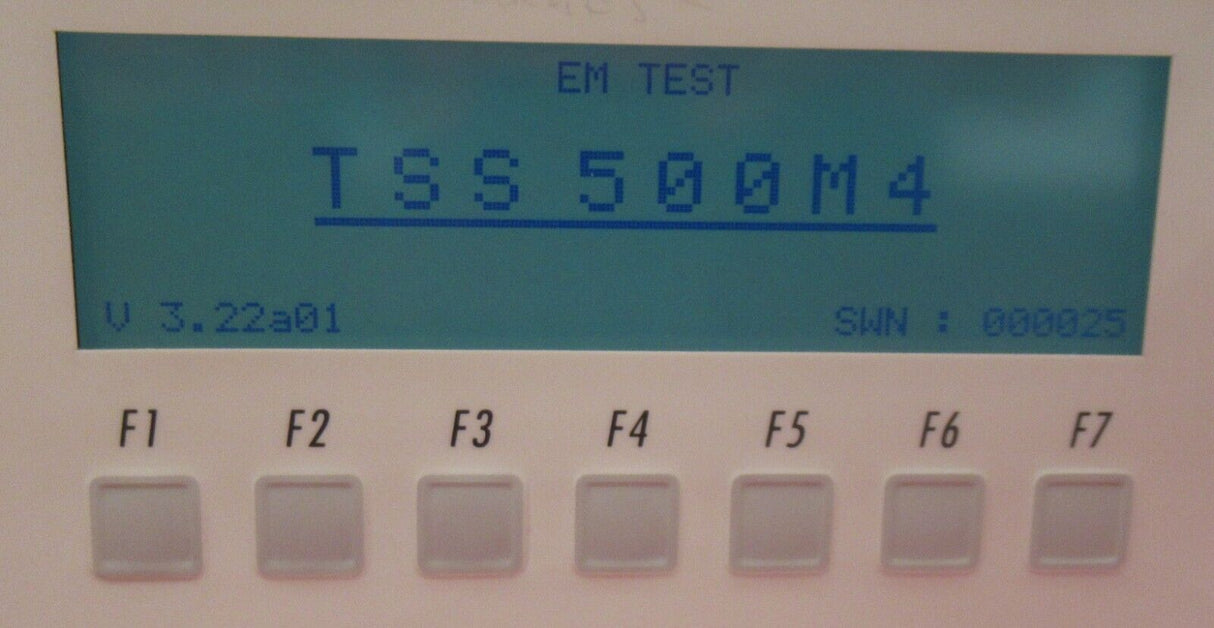 EM TEST
TSS 500M4
V 3.22a01 SWN : 000025
F1 F2 F3 F4 F5 F6 F7